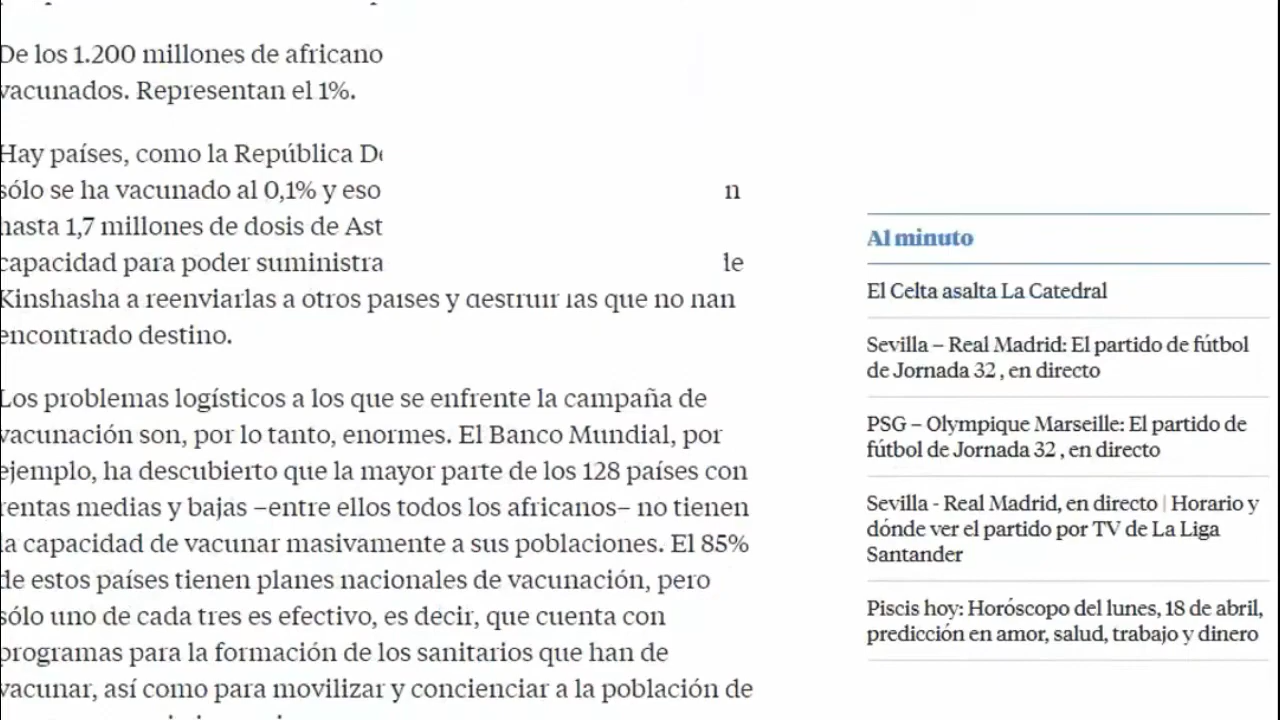 De los 1.200 millones de africano
vacunados. Representan el 1%.
Hay países, como la República
sólo se ha vacunado al 0,1% y eso
n
hasta 1,7 millones de dosis de Ast
capacidad para poder suministra
le
Kinshasha a reenviarlas a otros países y destruir las que no han
encontrado destino.
Los problemas logísticos a los que se enfrente la campaña de
vacunación son, por lo tanto, enormes. El Banco Mundial, por
ejemplo, ha descubierto que la mayor parte de los 128 países con
rentas medias y bajas –entre ellos todos los africanos– no tienen
la capacidad de vacunar masivamente a sus poblaciones. El 85%
de estos países tienen planes nacionales de vacunación, pero
sólo uno de cada tres es efectivo, es decir, que cuenta con
programas para la formación de los sanitarios que han de
vacunar, así como para movilizar y concienciar a la población de
Al minuto
El Celta asalta La Catedral
Sevilla – Real Madrid: El partido de fútbol
de Jornada 32 , en directo
PSG – Olympique Marseille: El partido de
fútbol de Jornada 32 , en directo
Sevilla - Real Madrid, en directo | Horario y
dónde ver el partido por TV de La Liga
Santander
Piscis hoy: Horóscopo del lunes, 18 de abril,
predicción en amor, salud, trabajo y dinero